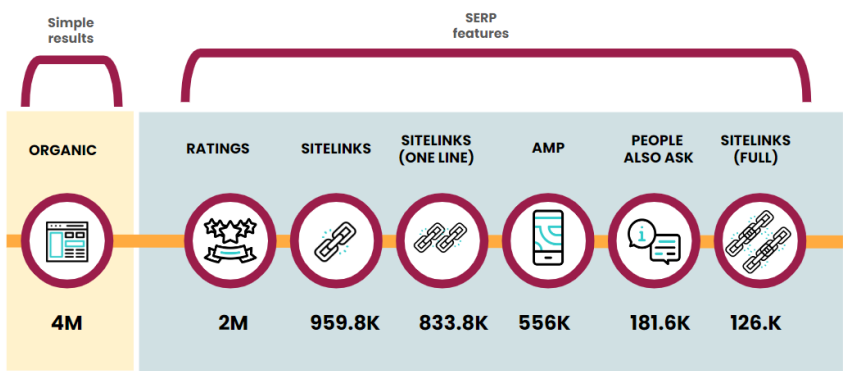 Simple
results
SERP
features
ORGANIC
RATINGS
SITELINKS
SITELINKS
(ONE LINE)
AMP
PEOPLE
ALSO ASK
SITELINKS
(FULL)
i
4M
2M
959.8K
833.8K
556K
181.6K
126.K